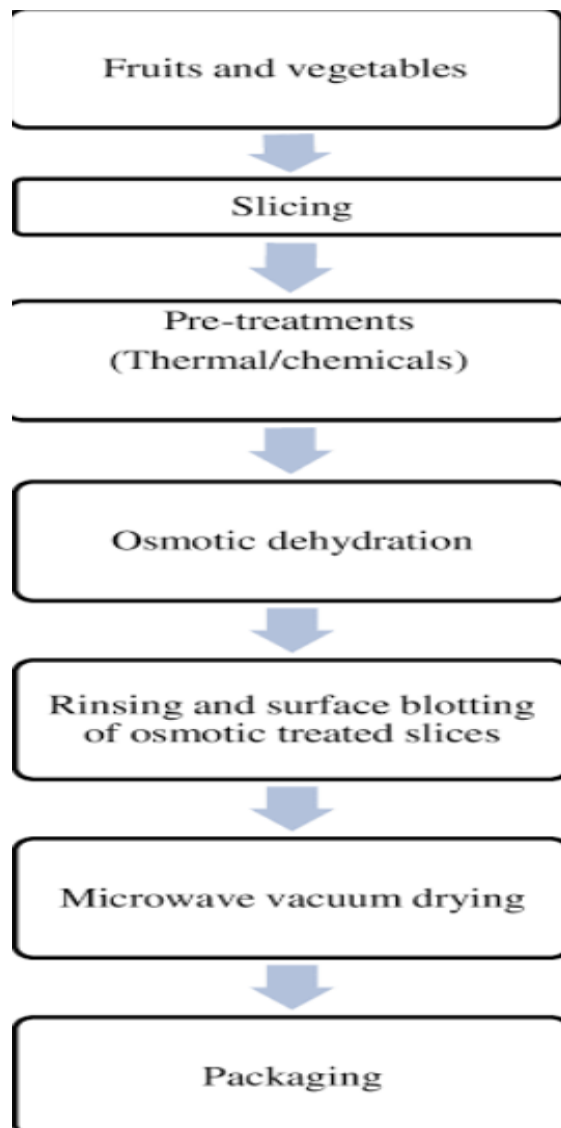 Fruits and vegetables
Slicing
Pre-treatments
(Thermal/chemicals)
Osmotic dehydration
Rinsing and surface blotting
of osmotic treated slices
Microwave vacuum drying
Packaging